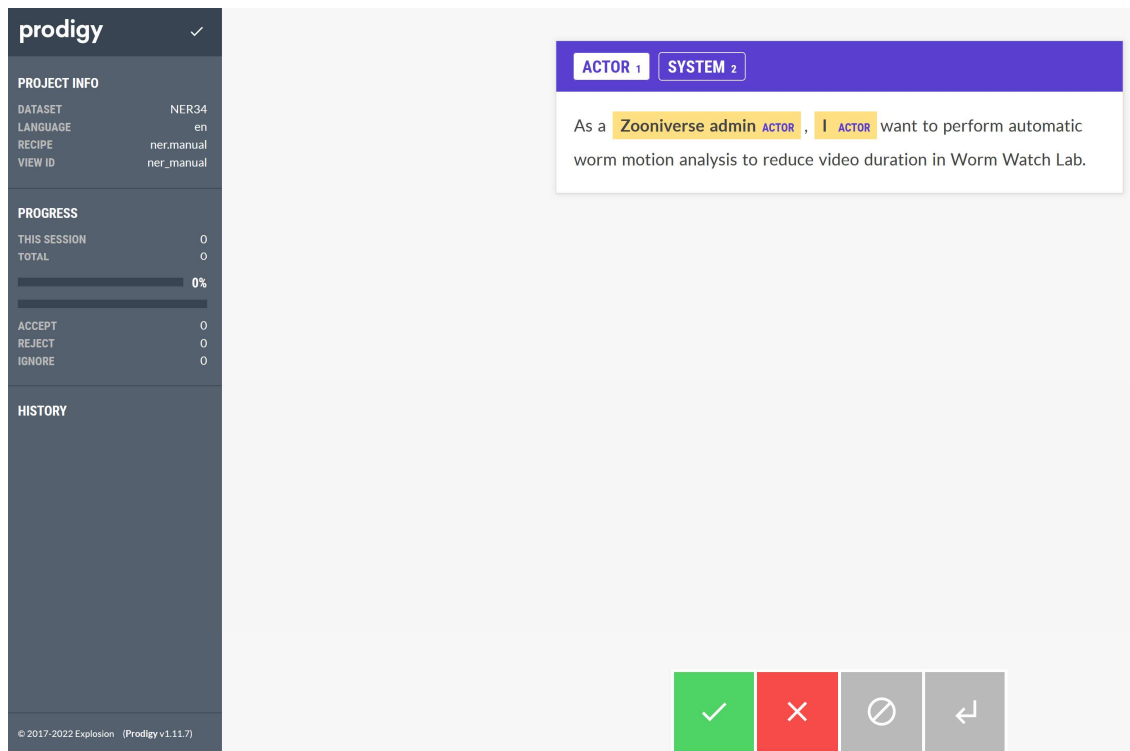 prodigy
PROJECT INFO
DATASET NER34
LANGUAGE en
RECIPE ner.manual
VIEW ID ner_manual
PROGRESS
THIS SESSION 0
TOTAL 0
0%
ACCEPT 0
REJECT 0
IGNORE 0
HISTORY
© 2017-2022 Explosion (Prodigy v1.11.7)
ACTOR 1 SYSTEM 2
As a Zooniverse admin ACTOR , I ACTOR want to perform automatic
worm motion analysis to reduce video duration in Worm Watch Lab.